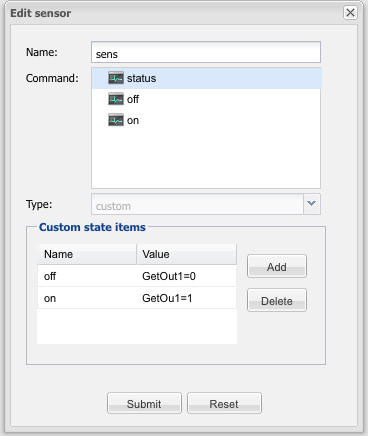 Edit sensor
Name: sens
Command: status
off
on
Type: custom
Custom state items
Name Value
off GetOut1=0
on GetOu1=1
Add
Delete
Submit Reset